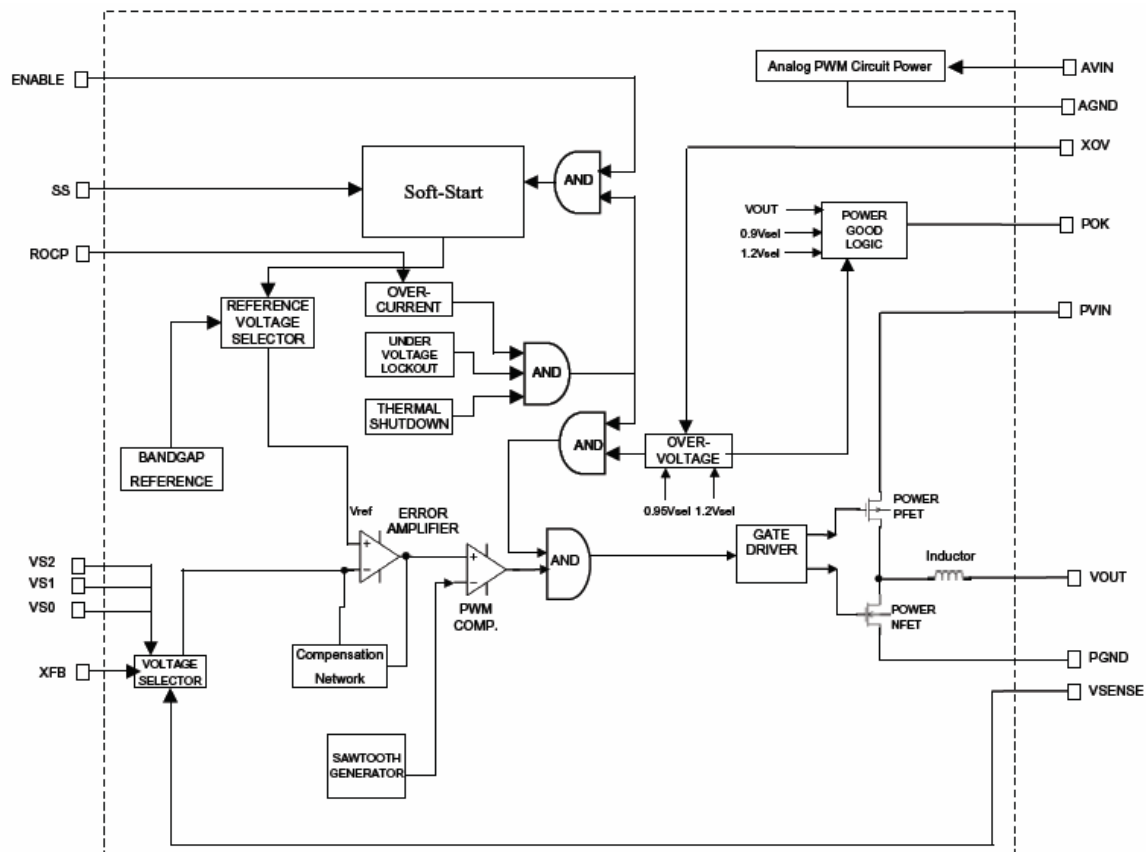 ENABLE
Analog PWM Circuit Power
AVIN
AGND
XOV
AND
SS
Soft-Start
VOUT
0.9Vsel
1.2Vsel
POWER
GOOD
LOGIC
POK
ROCP
OVER-
CURRENT
REFERENCE
VOLTAGE
SELECTOR
PVIN
UNDER
VOLTAGE
LOCKOUT
AND
THERMAL
SHUTDOWN
AND
OVER-
VOLTAGE
BANDGAP
REFERENCE
0.95Vsel
1.2Vsel
POWER
PFET
Vref
ERROR
AMPLIFIER
+
−
+
−
AND
GATE
DRIVER
Inductor
VS2
VS1
VS0
VOUT
POWER
NFET
PWM
COMP.
XFB
VOLTAGE
SELECTOR
Compensation
Network
PGND
VSENSE
SAWTOOTH
GENERATOR